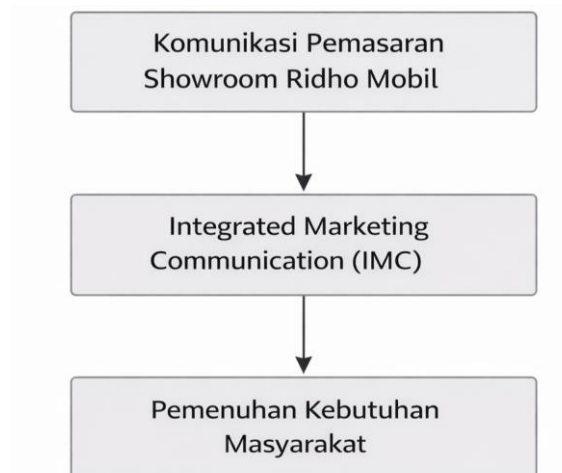 Komunikasi Pemasaran
Showroom Ridho Mobil
Integrated Marketing
Communication (IMC)
Pemenuhan Kebutuhan
Masyarakat